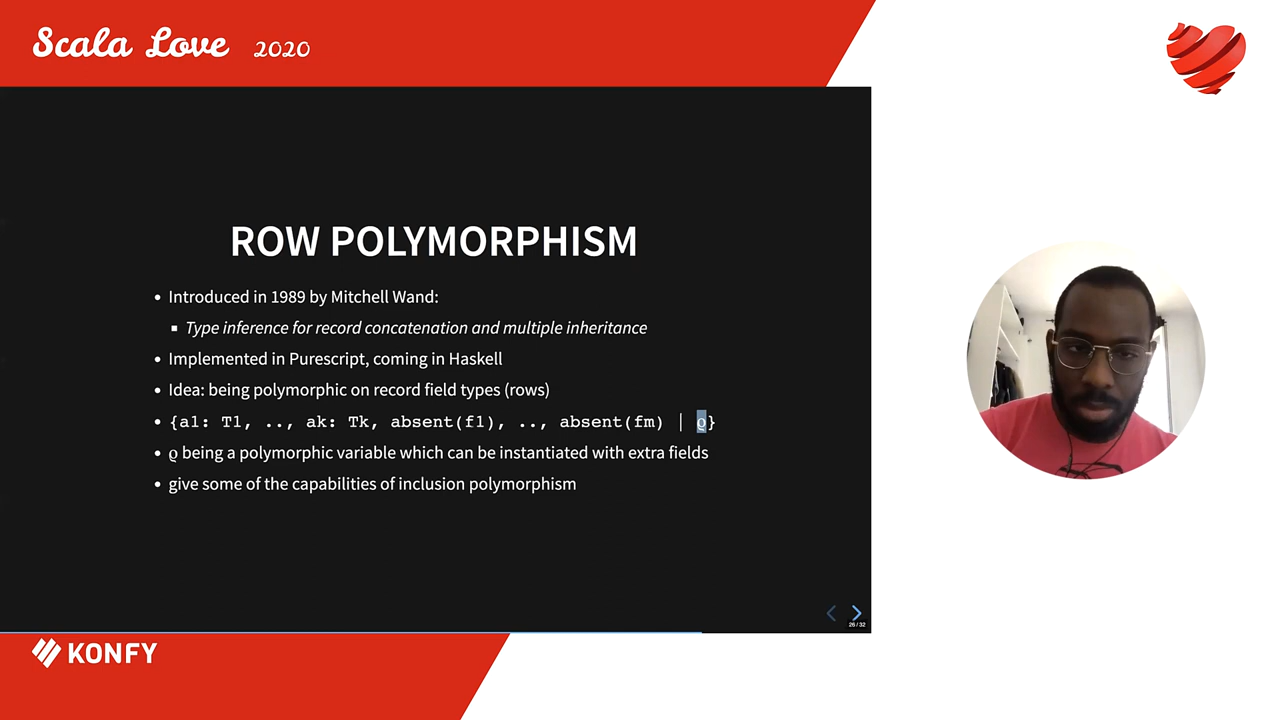 Scala Love 2020
ROW POLYMORPHISM
• Introduced in 1989 by Mitchell Wand:
▪ Type inference for record concatenation and multiple inheritance
• Implemented in Purescript, coming in Haskell
• Idea: being polymorphic on record field types (rows)
• {a1: T1, .., ak: Tk, absent(f1), .., absent(fm) | ϱ}
• ϱ being a polymorphic variable which can be instantiated with extra fields
• give some of the capabilities of inclusion polymorphism
26 / 32
KONFY